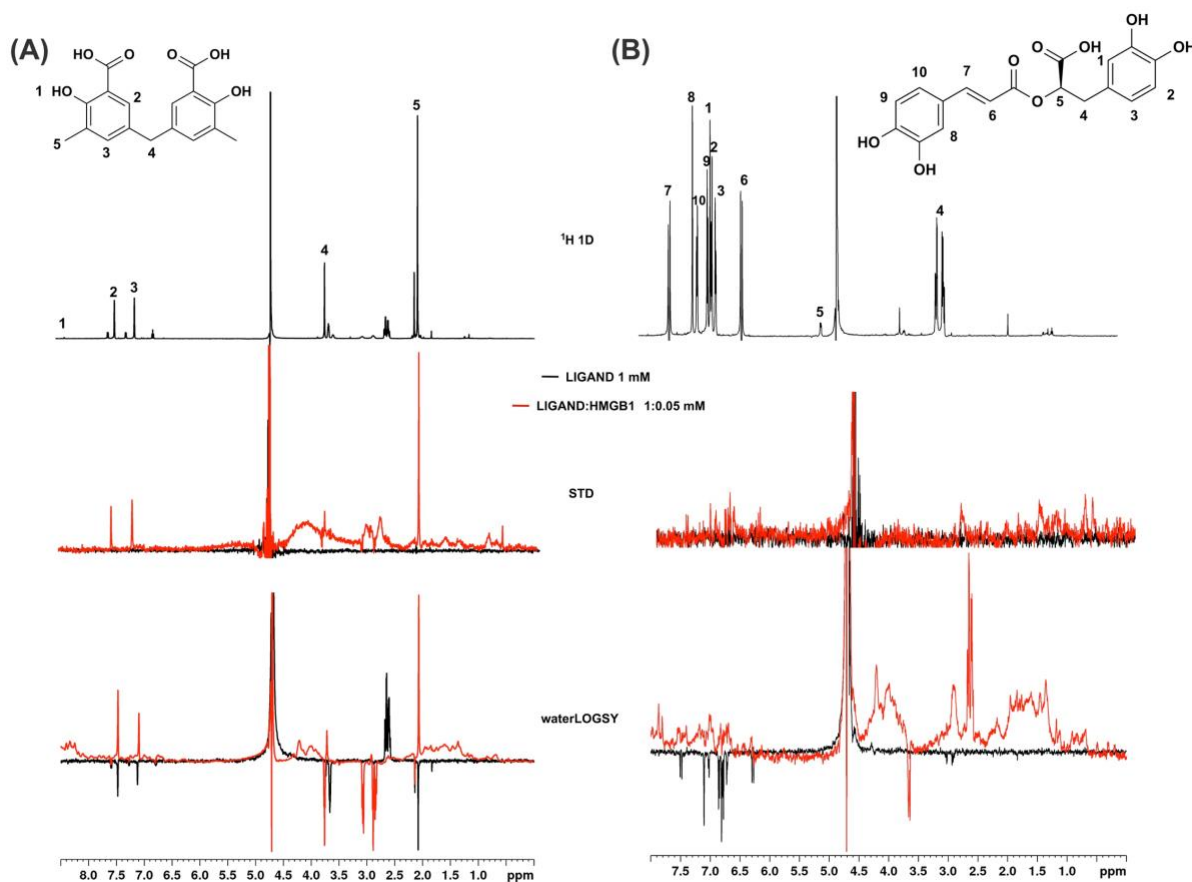 (A)
HO O O OH
1 HO 2 OH
5 3 4
5
4
2 3
1
(B)
OH
O OH 1 OH
10 7 O
9 O 5 2
6 4 3
HO 8
OH
8 1
2
9
7 10 3 6
4
5
¹H 1D
LIGAND 1 mM
LIGAND:HMGB1 1:0.05 mM
STD
waterLOGSY
8.0 7.5 7.0 6.5 6.0 5.5 5.0 4.5 4.0 3.5 3.0 2.5 2.0 1.5 1.0 ppm
7.5 7.0 6.5 6.0 5.5 5.0 4.5 4.0 3.5 3.0 2.5 2.0 1.5 1.0 ppm